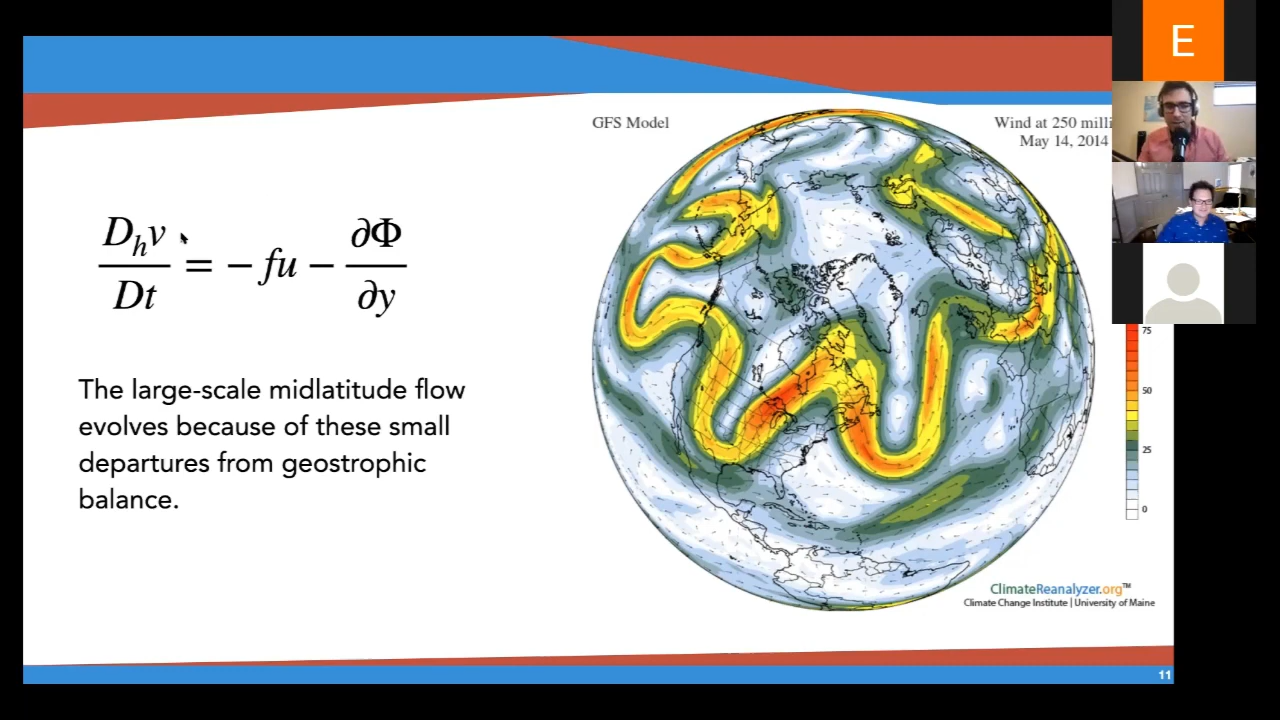 E
GFS Model
Wind at 250 milli
May 14, 2014
D_h v / Dt = − fu − ∂Φ / ∂y
The large-scale midlatitude flow
evolves because of these small
departures from geostrophic
balance.
75
50
25
0
ClimateReanalyzer.org™
Climate Change Institute | University of Maine
11